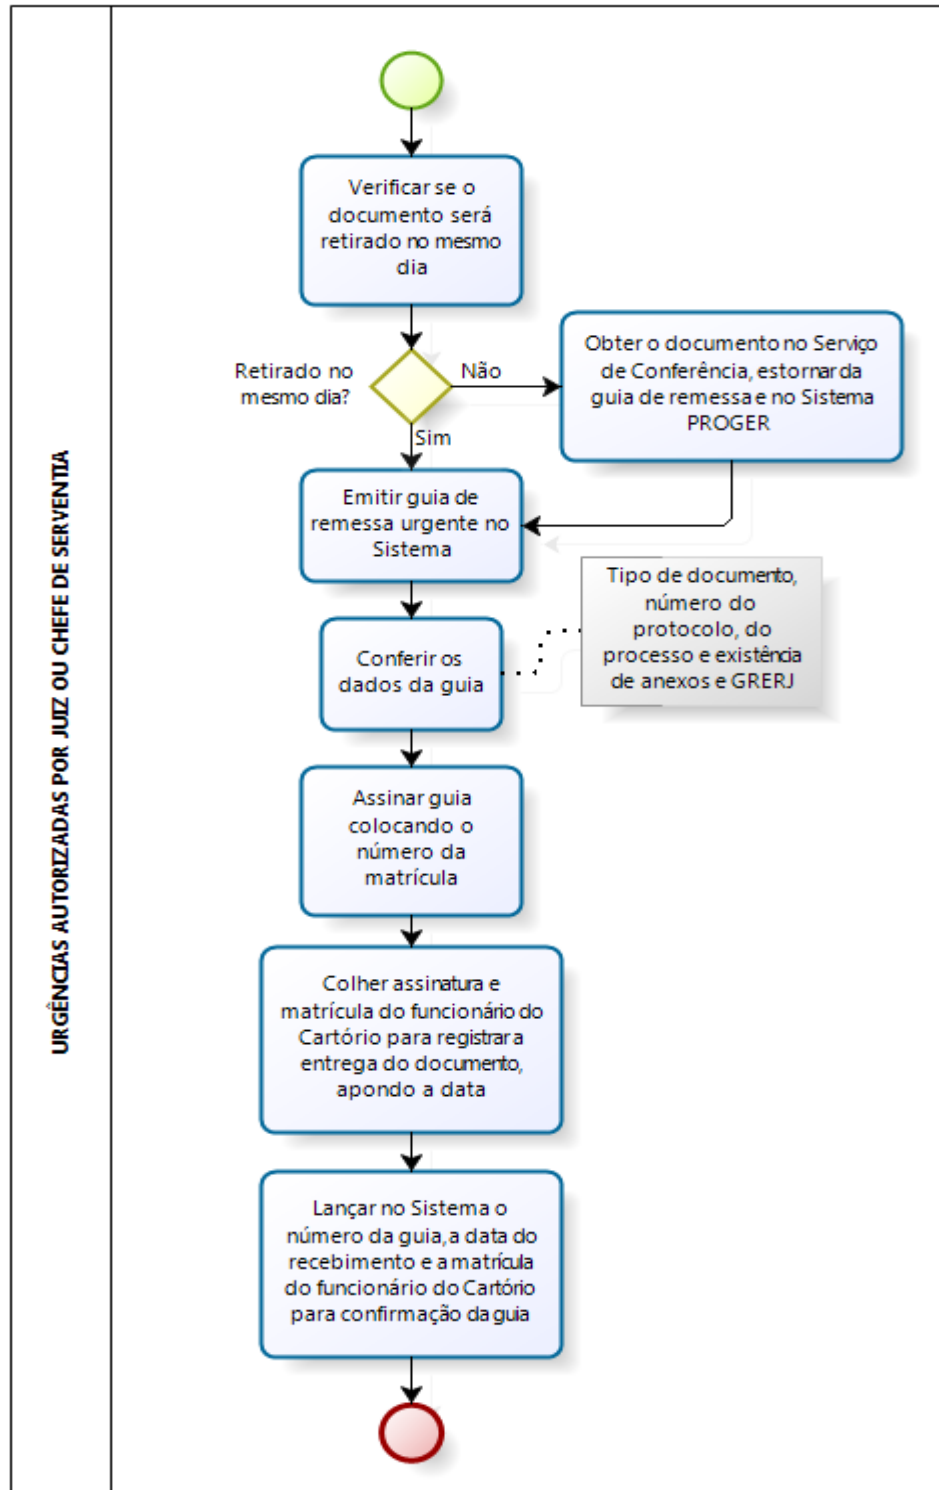 URGÊNCIAS AUTORIZADAS POR JUIZ OU CHEFE DE SERVENTIA
Verificar se o
documento será
retirado no mesmo
dia
Retirado no
mesmo dia?
Não
Obter o documento no Serviço
de Conferência, estornar da
guia de remessa e no Sistema
PROGER
Sim
Emitir guia de
remessa urgente no
Sistema
Tipo de documento,
número do
protocolo, do
processo e existência
de anexos e GRERJ
Conferir os
dados da guia
Assinar guia
colocando o
número da
matrícula
Colher assinatura e
matrícula do funcionário do
Cartório para registrar a
entrega do documento,
apondo a data
Lançar no Sistema o
número da guia, a data do
recebimento e a matrícula
do funcionário do Cartório
para confirmação da guia